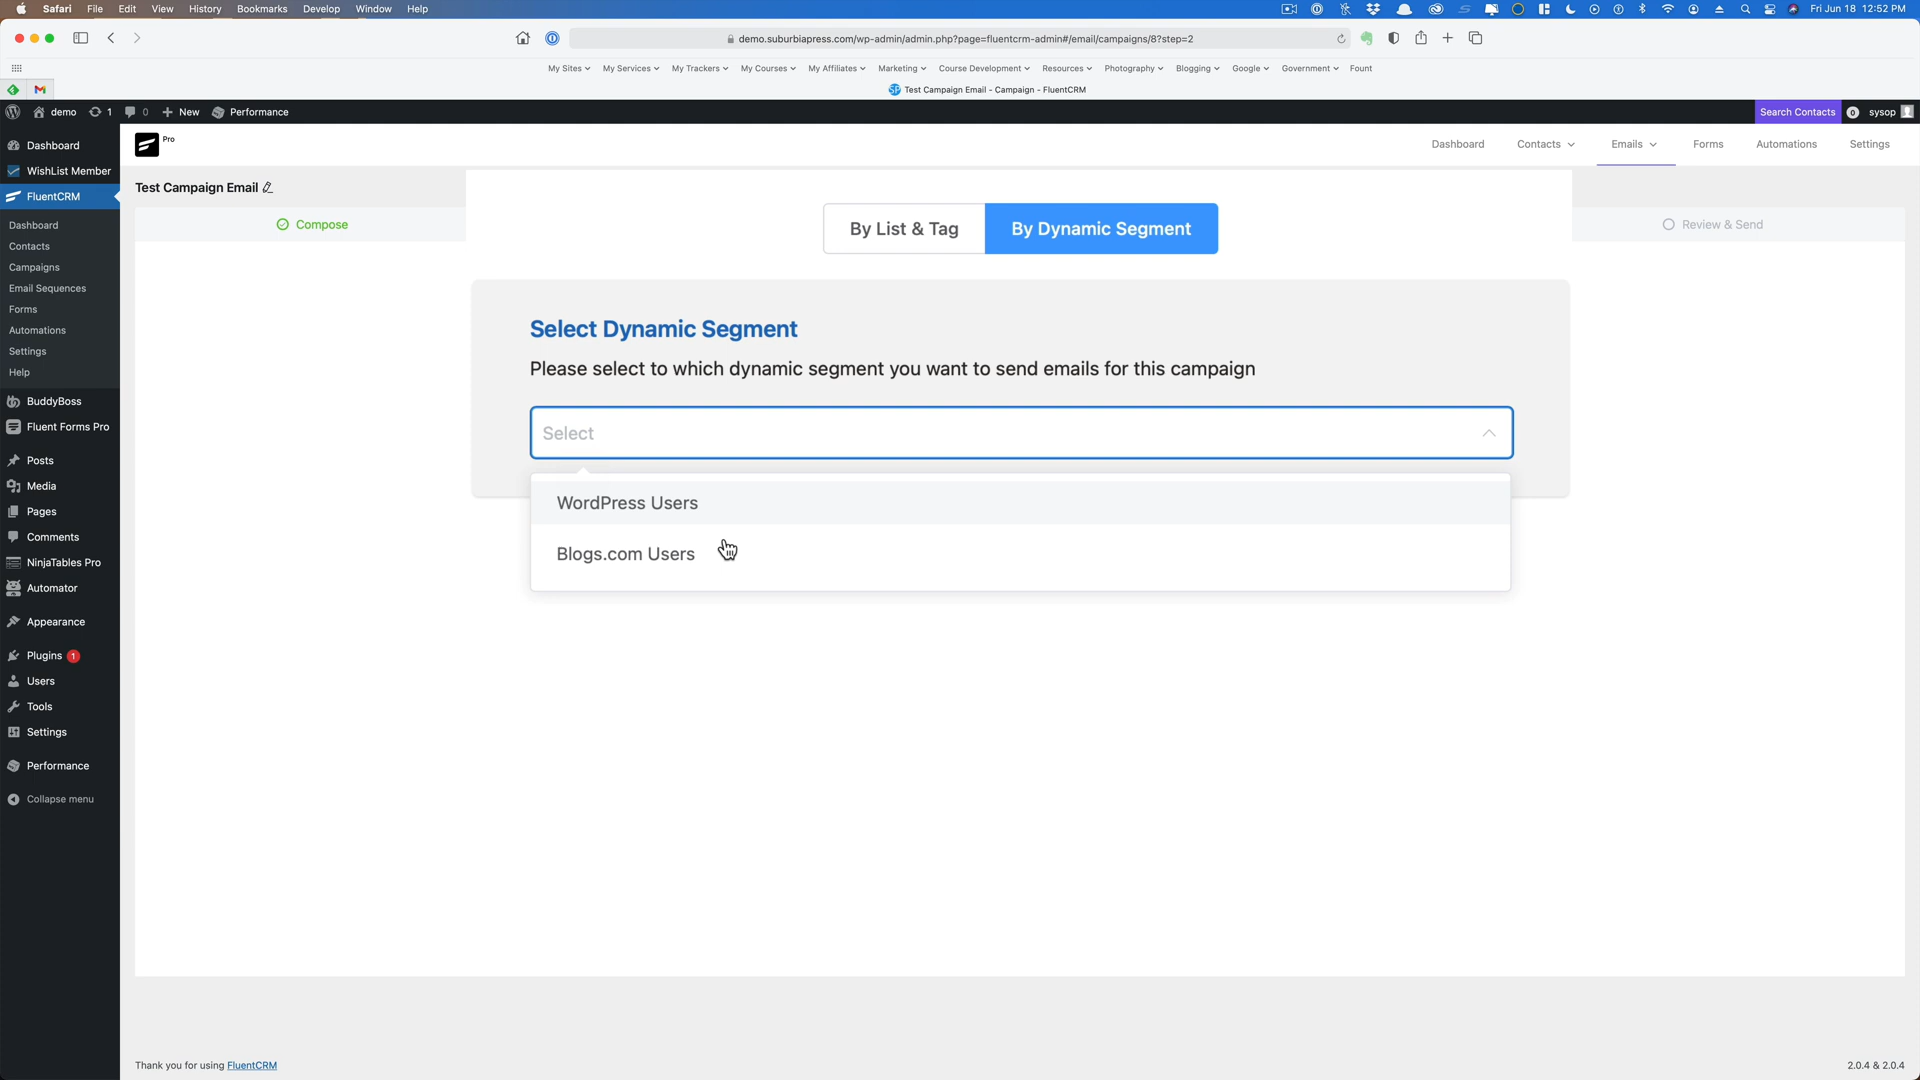 Safari File Edit View History Bookmarks Develop Window Help Fri Jun 18 12:52 PM
demo.suburbiapress.com/wp-admin/admin.php?page=fluentcrm-admin#/email/campaigns/8?step=2
My Sites My Services My Trackers My Courses My Affiliates Marketing Course Development Resources Photography Blogging Google Government Fount
Test Campaign Email - Campaign - FluentCRM
demo 1 0 New Performance Search Contacts 0 sysop
Pro
Dashboard Contacts Emails Forms Automations Settings
Dashboard
WishList Member
FluentCRM
Dashboard
Contacts
Campaigns
Email Sequences
Forms
Automations
Settings
Help
BuddyBoss
Fluent Forms Pro
Posts
Media
Pages
Comments
NinjaTables Pro
Automator
Appearance
Plugins 1
Users
Tools
Settings
Performance
Collapse menu
Test Campaign Email
Compose
By List & Tag By Dynamic Segment
Review & Send
Select Dynamic Segment
Please select to which dynamic segment you want to send emails for this campaign
Select
WordPress Users
Blogs.com Users
Thank you for using FluentCRM
2.0.4 & 2.0.4